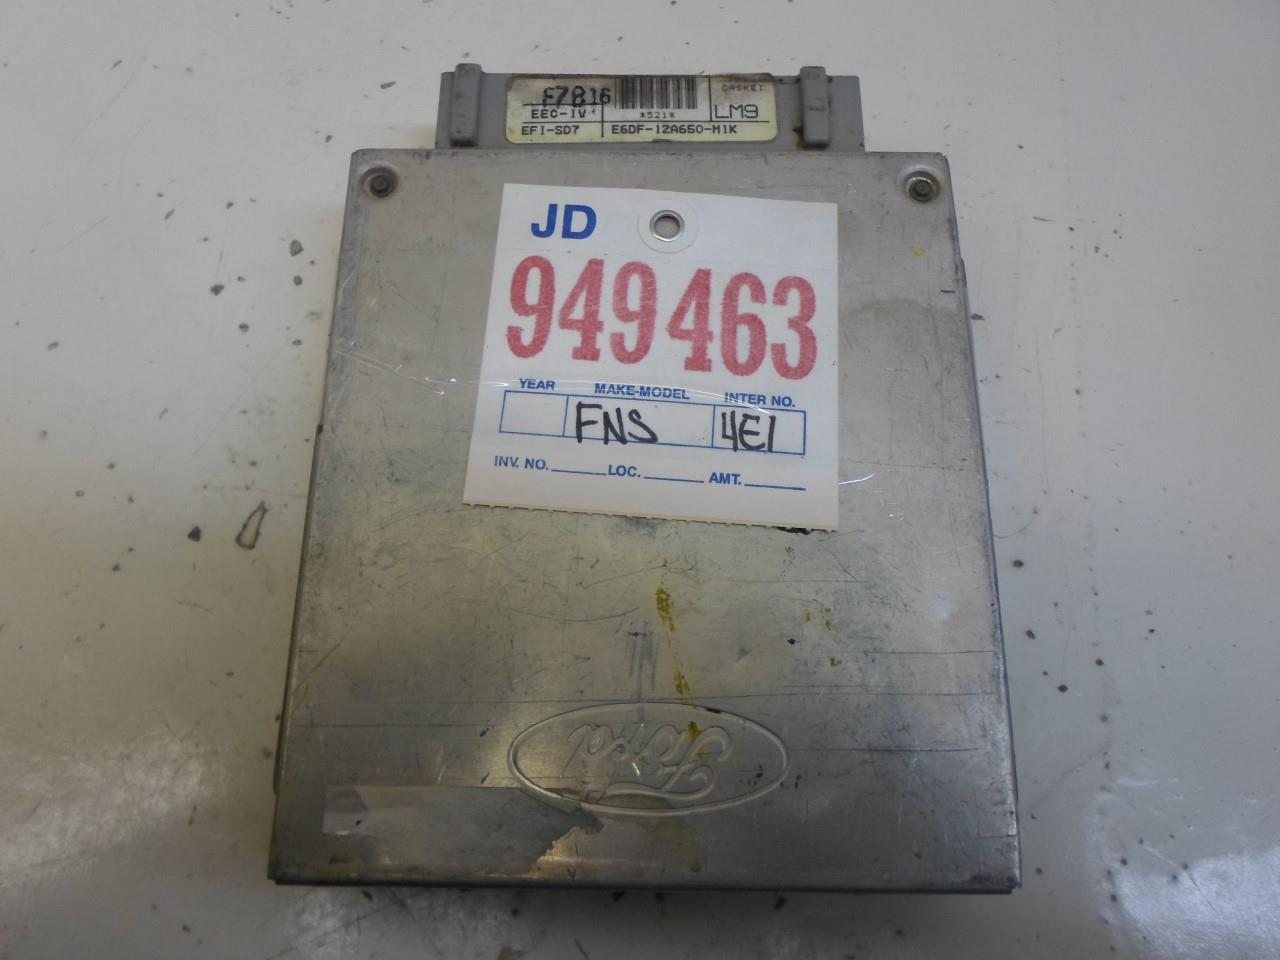 F7816 GASKET
EEC-IV *521* LM9
EFI-SD7 E6DF-12A650-M1K
JD
949463
YEAR MAKE-MODEL INTER NO.
FNS 4E1
INV. NO. LOC. AMT.
Ford